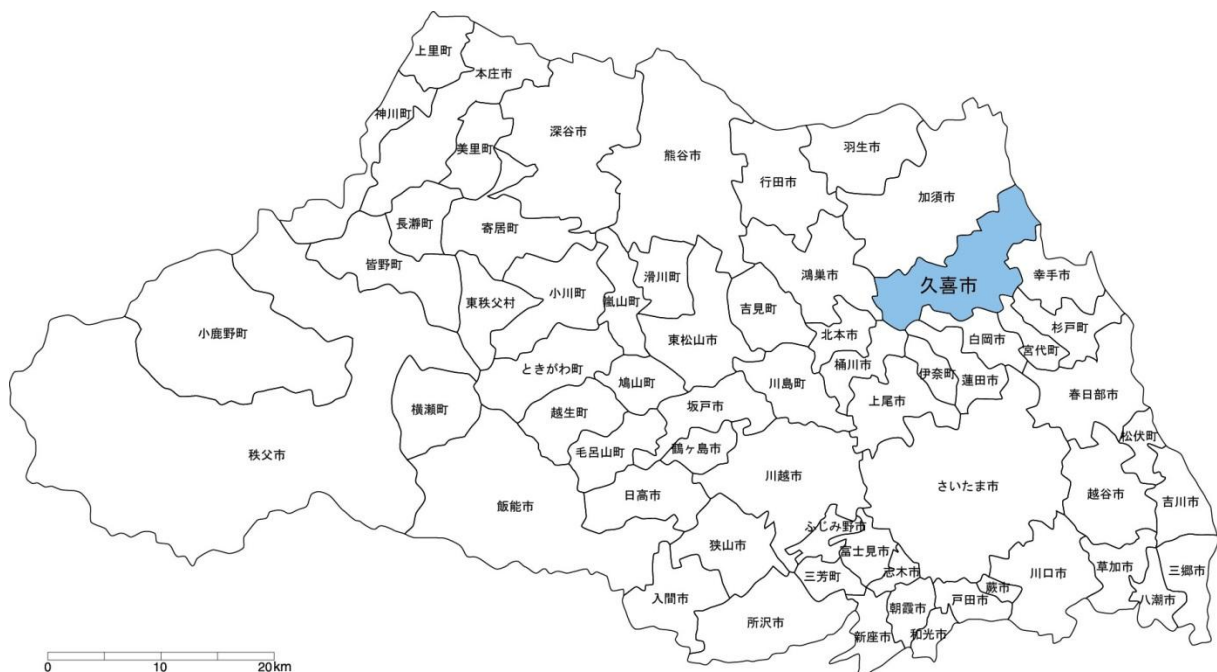 上里町
本庄市
神川町
美里町
深谷市
熊谷市
行田市
羽生市
加須市
長瀞町
寄居町
皆野町
東秩父村
小川町
嵐山町
滑川町
吉見町
鴻巣市
久喜市
幸手市
小鹿野町
東松山市
北本市
白岡市
宮代町
杉戸町
ときがわ町
鳩山町
川島町
桶川市
伊奈町
蓮田市
横瀬町
越生町
坂戸市
上尾市
春日部市
松伏町
毛呂山町
鶴ヶ島市
秩父市
飯能市
日高市
川越市
さいたま市
越谷市
吉川市
ふじみ野市
狭山市
富士見市
三芳町
志木市
川口市
草加市
三郷市
入間市
所沢市
朝霞市
戸田市
蕨市
八潮市
新座市
和光市
0 10 20km